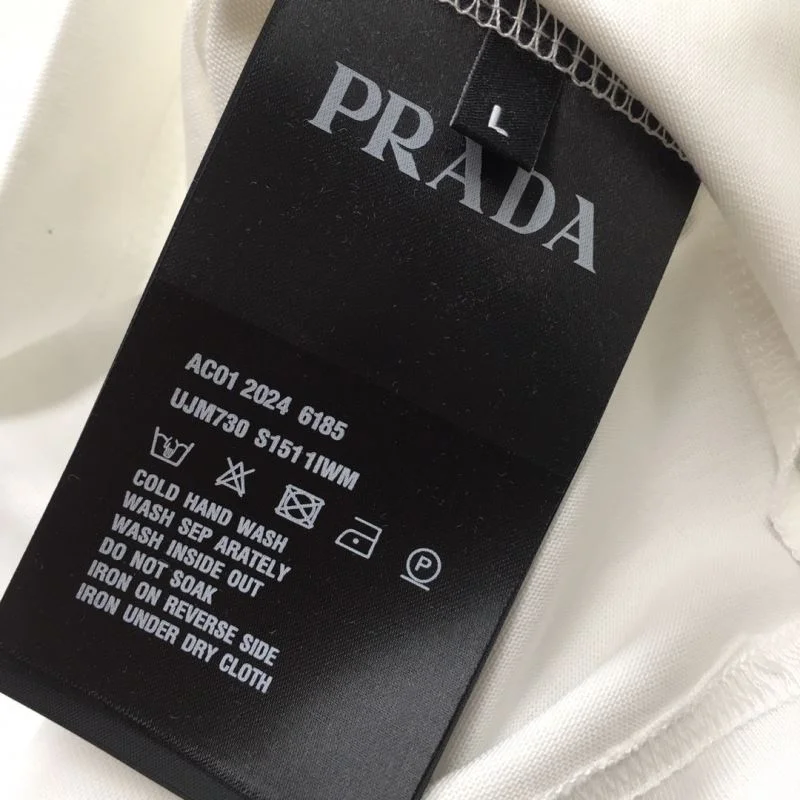 PRADA
L
AC01 2024 6185
UJM730 S1511IWM
P
COLD HAND WASH
WASH SEP ARATELY
WASH INSIDE OUT
DO NOT SOAK
IRON ON REVERSE SIDE
IRON UNDER DRY CLOTH